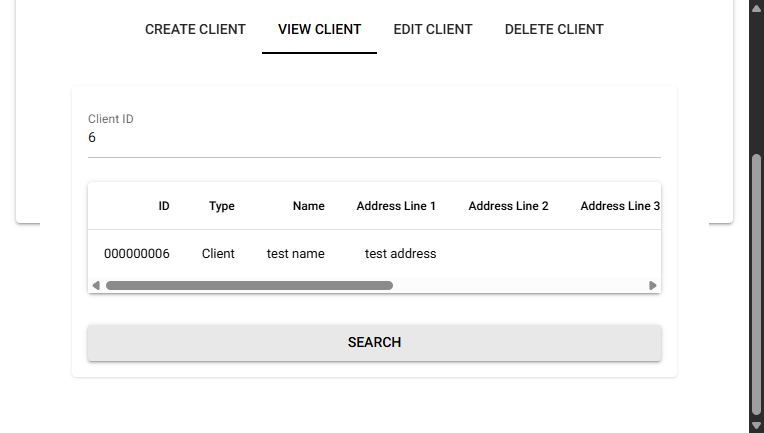 CREATE CLIENT VIEW CLIENT EDIT CLIENT DELETE CLIENT
Client ID
6
ID Type Name Address Line 1 Address Line 2 Address Line 3
000000006 Client test name test address
SEARCH